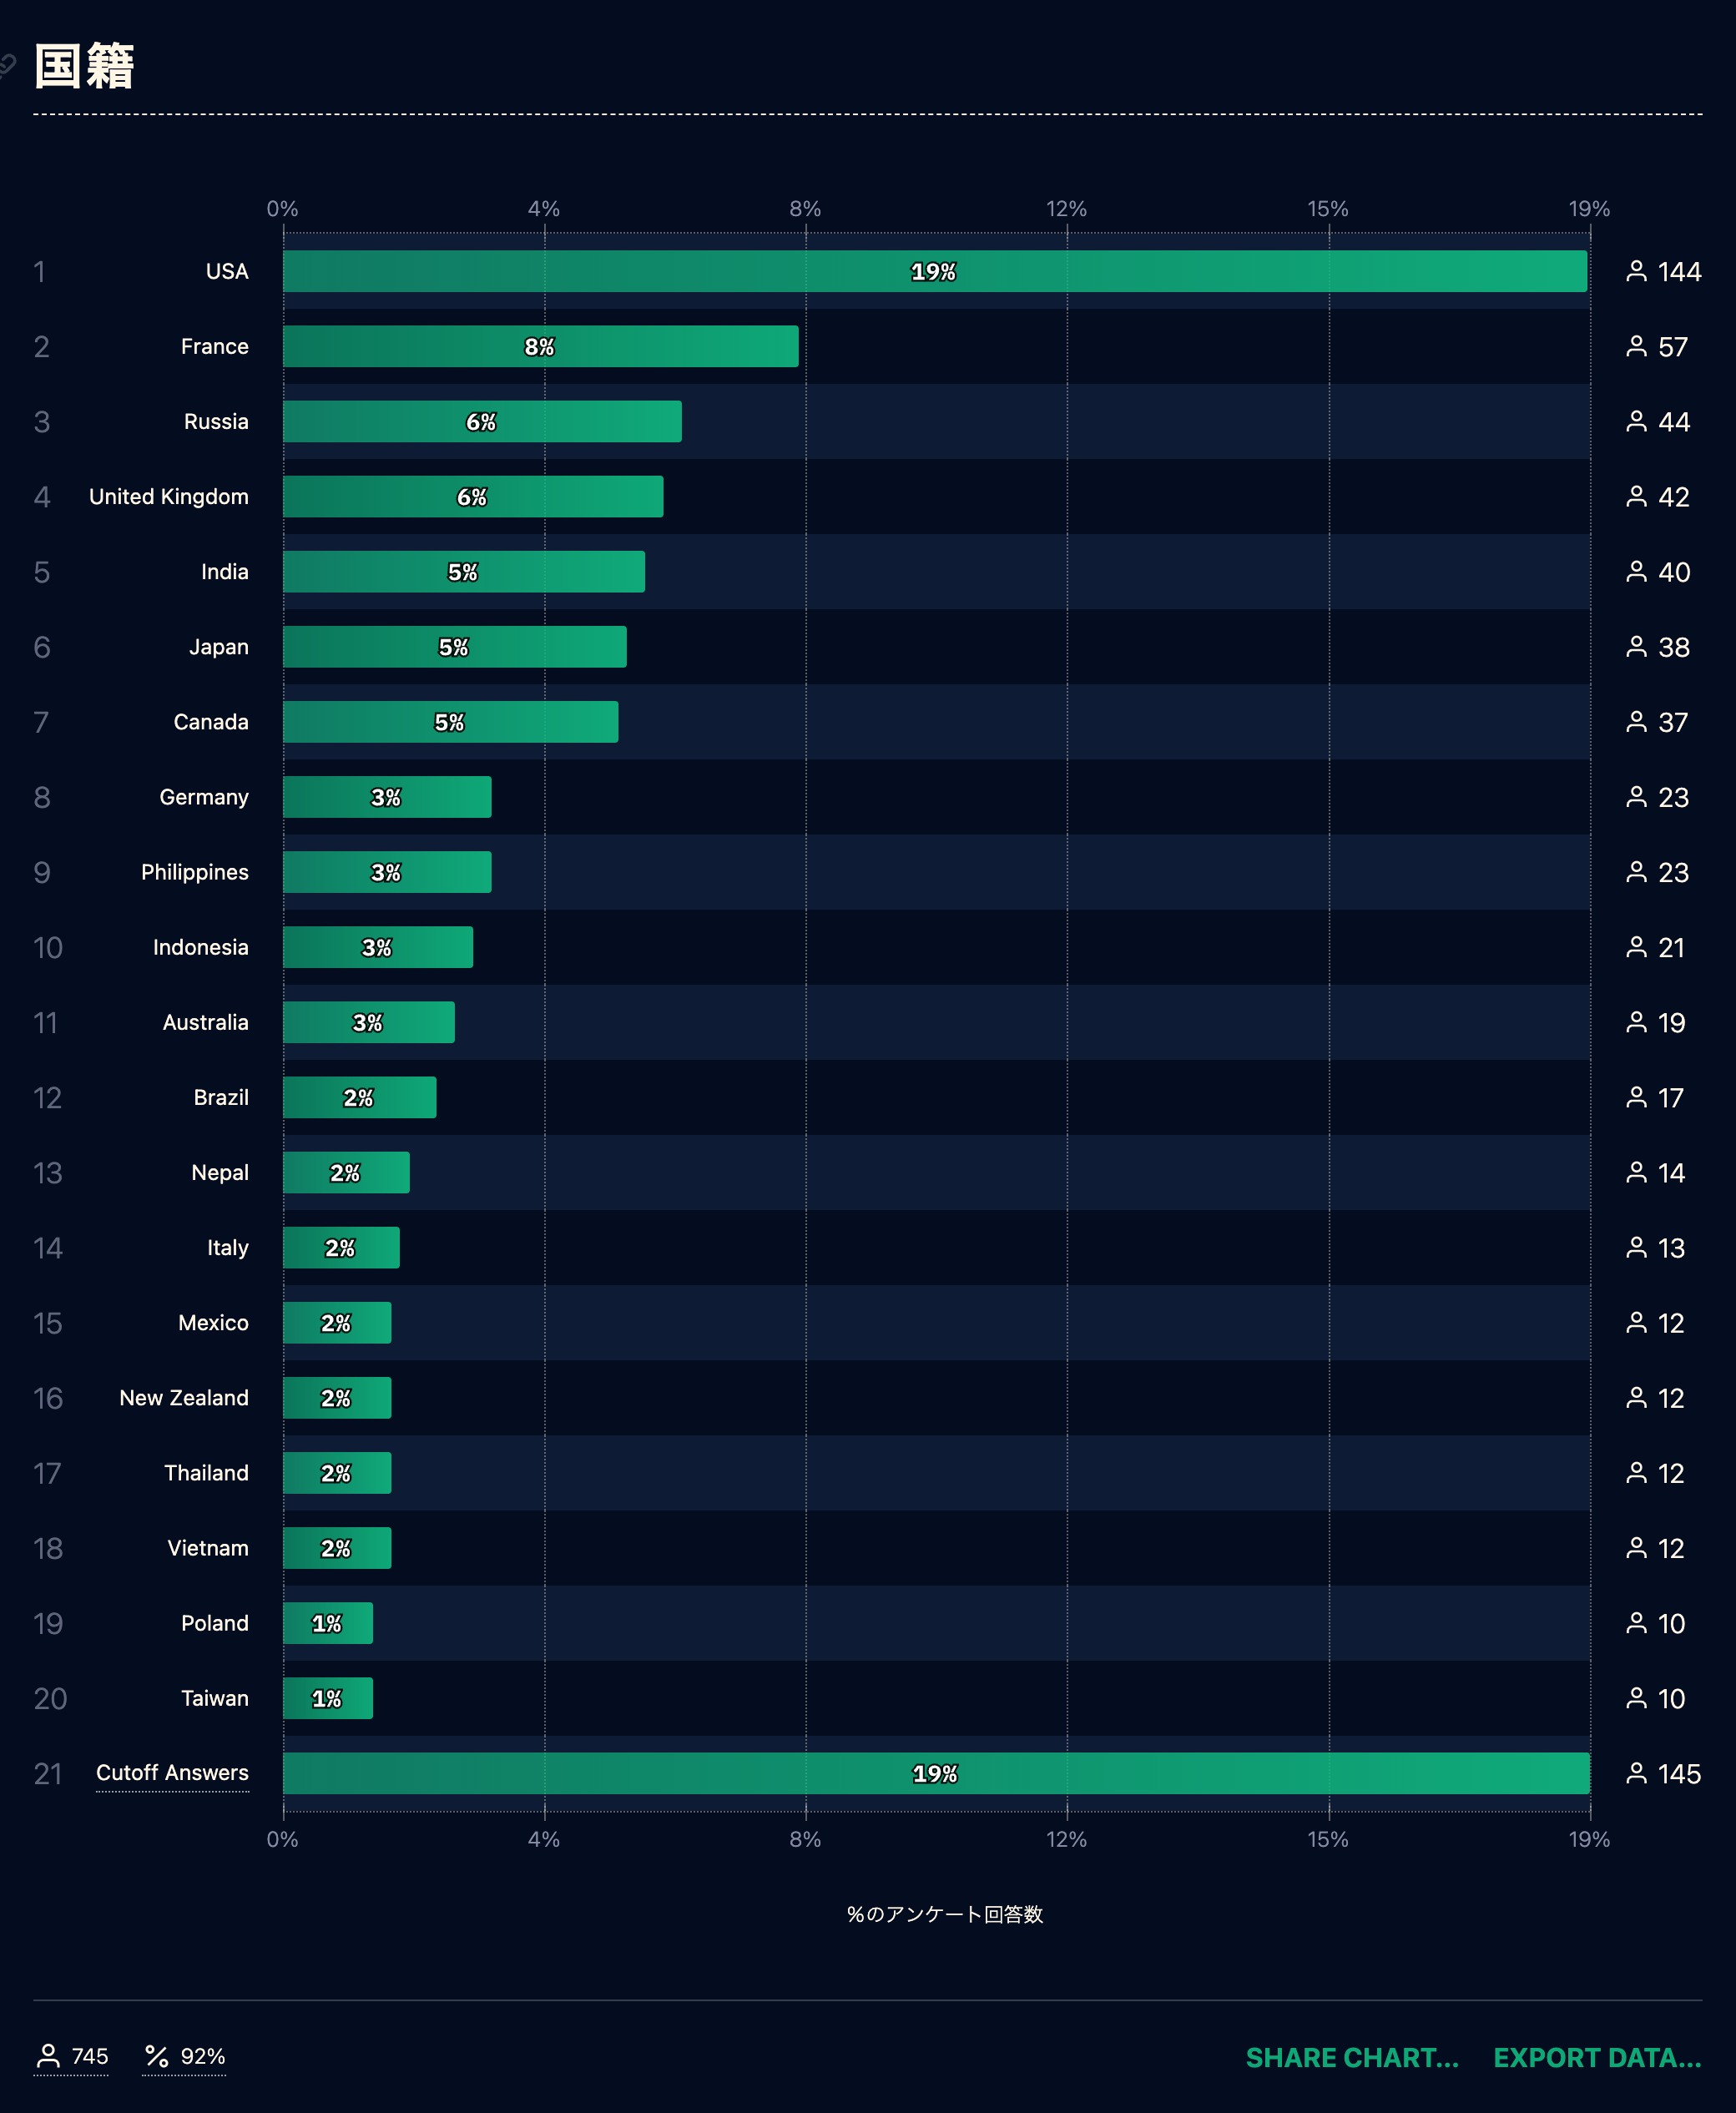 国籍
0% 4% 8% 12% 15% 19%
1 USA 19% 144
2 France 8% 57
3 Russia 6% 44
4 United Kingdom 6% 42
5 India 5% 40
6 Japan 5% 38
7 Canada 5% 37
8 Germany 3% 23
9 Philippines 3% 23
10 Indonesia 3% 21
11 Australia 3% 19
12 Brazil 2% 17
13 Nepal 2% 14
14 Italy 2% 13
15 Mexico 2% 12
16 New Zealand 2% 12
17 Thailand 2% 12
18 Vietnam 2% 12
19 Poland 1% 10
20 Taiwan 1% 10
21 Cutoff Answers 19% 145
0% 4% 8% 12% 15% 19%
%のアンケート回答数
745 92% SHARE CHART... EXPORT DATA...